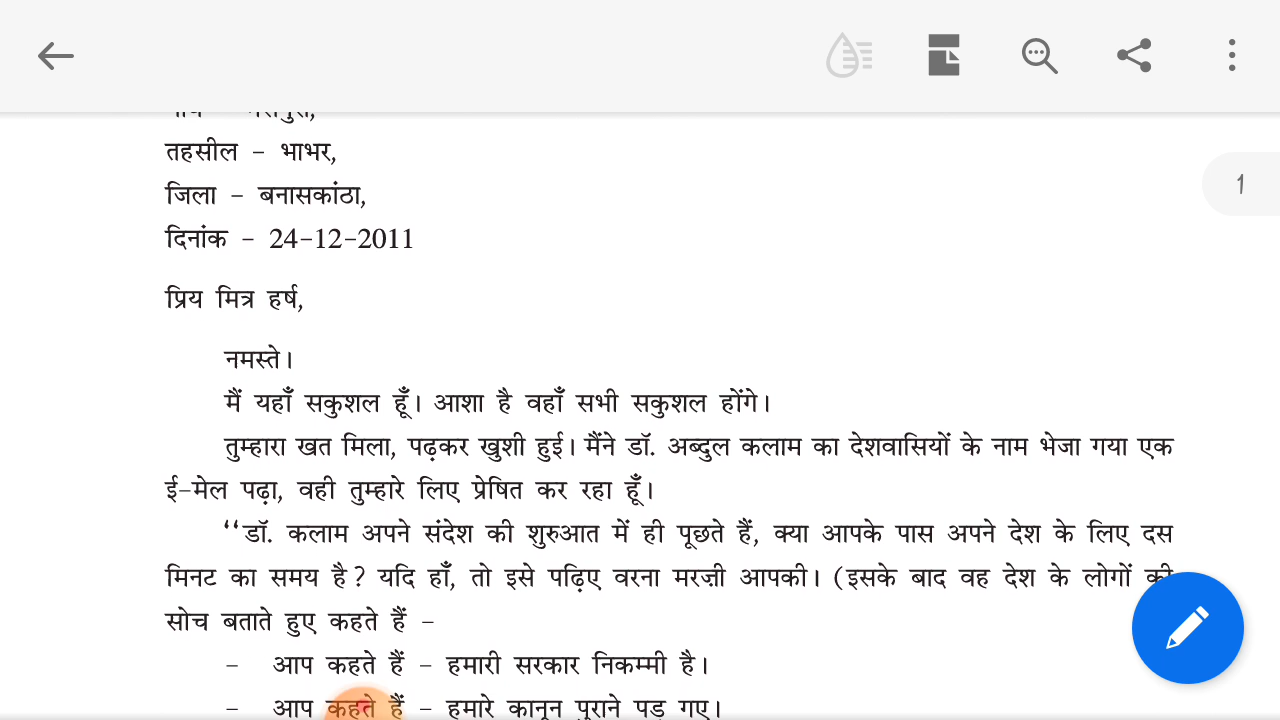 1
तहसील - भाभर,
जिला - बनासकांठा,
दिनांक - 24-12-2011
प्रिय मित्र हर्ष,
नमस्ते।
मैं यहाँ सकुशल हूँ। आशा है वहाँ सभी सकुशल होंगे।
तुम्हारा खत मिला, पढ़कर खुशी हुई। मैंने डॉ. अब्दुल कलाम का देशवासियों के नाम भेजा गया एक
ई-मेल पढ़ा, वही तुम्हारे लिए प्रेषित कर रहा हूँ।
‘‘डॉ. कलाम अपने संदेश की शुरुआत में ही पूछते हैं, क्या आपके पास अपने देश के लिए दस
मिनट का समय है? यदि हाँ, तो इसे पढ़िए वरना मरज़ी आपकी। (इसके बाद वह देश के लोगों की
सोच बताते हुए कहते हैं -
- आप कहते हैं - हमारी सरकार निकम्मी है।
- आप कहते हैं - हमारे कानून पुराने पड़ गए।